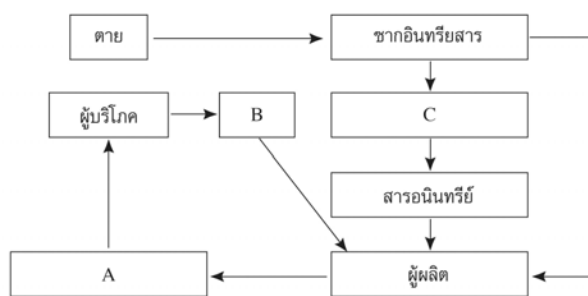 ตาย
ซากอินทรียสาร
ผู้บริโภค
B
C
สารอนินทรีย์
A
ผู้ผลิต